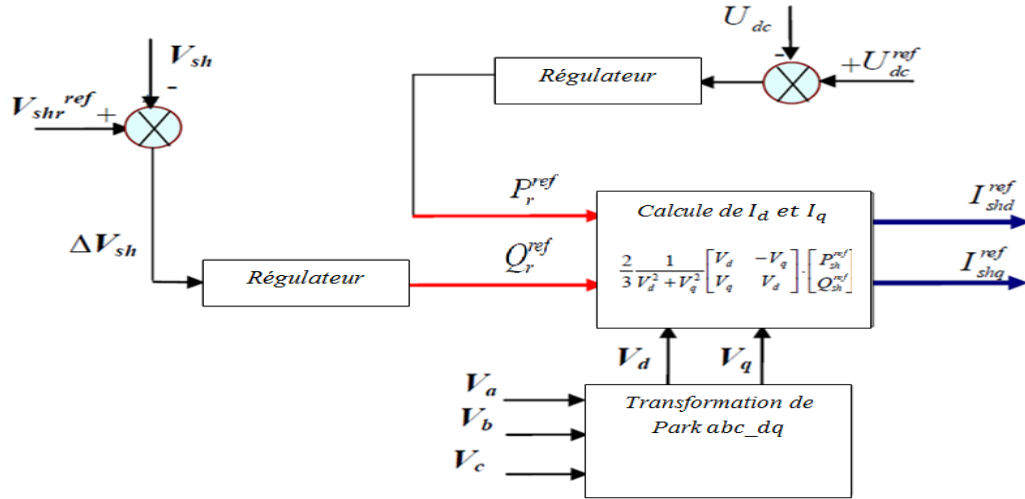 U_dc
-
+U_dc^ref
Régulateur
V_sh
-
V_shr^ref +
ΔV_sh
Régulateur
P_r^ref
Q_r^ref
Calcule de I_d et I_q
2/3 1/(V_d^2+V_q^2) [V_d -V_q; V_q V_d].[P_sh^ref; Q_sh^ref]
I_shd^ref
I_shq^ref
V_d V_q
V_a
V_b
V_c
Transformation de
Park abc_dq